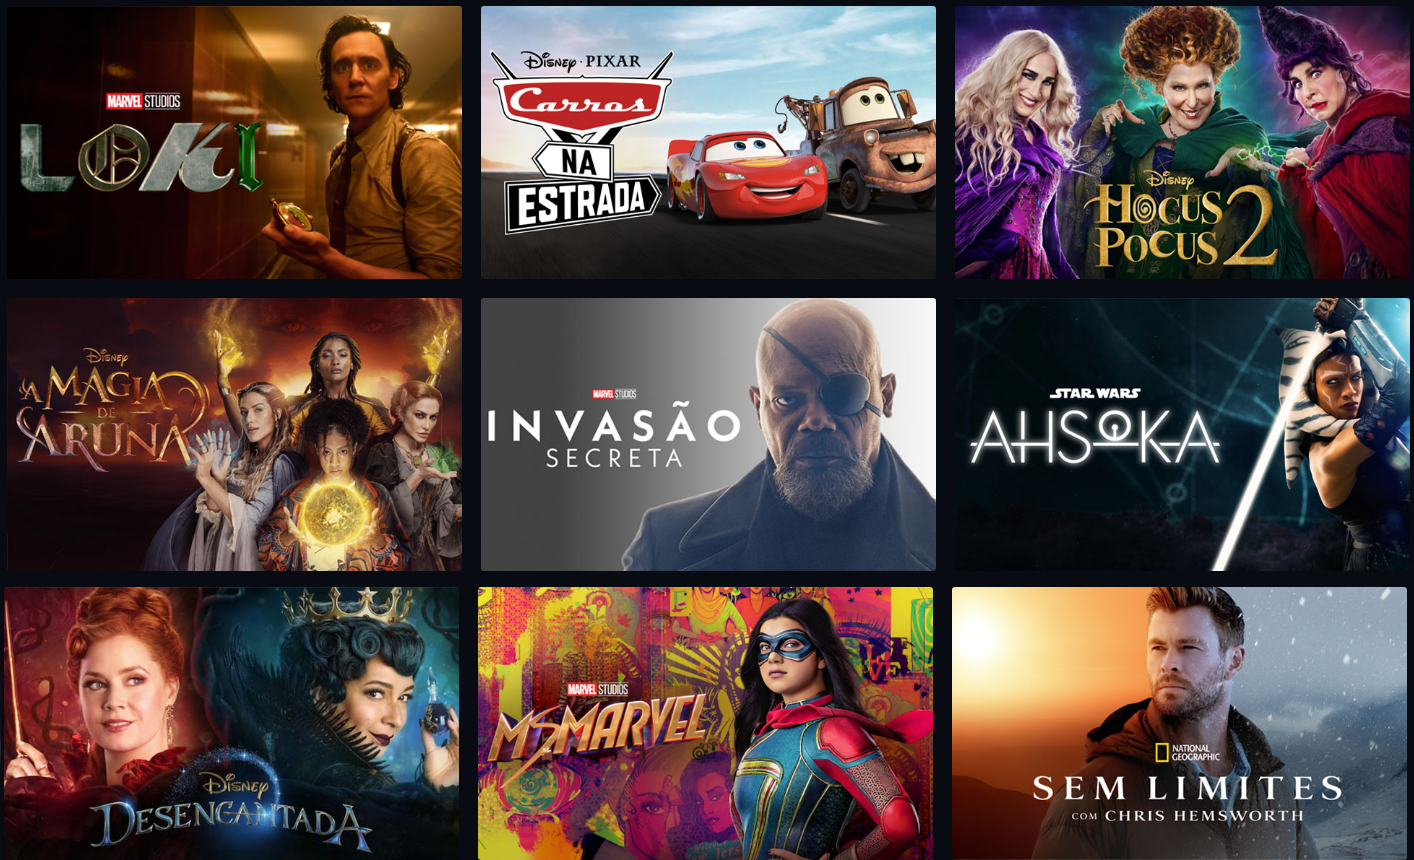 MARVEL STUDIOS
LOKI
Disney · PIXAR
Carros
NA
ESTRADA
Disney
HOCUS
POCUS 2
Disney
A MAGIA
DE
ARUNA
MARVEL STUDIOS
INVASÃO
SECRETA
STAR WARS
AHSOKA
Disney
DESENCANTADA
MARVEL STUDIOS
MS. MARVEL
NATIONAL
GEOGRAPHIC
SEM LIMITES
COM CHRIS HEMSWORTH